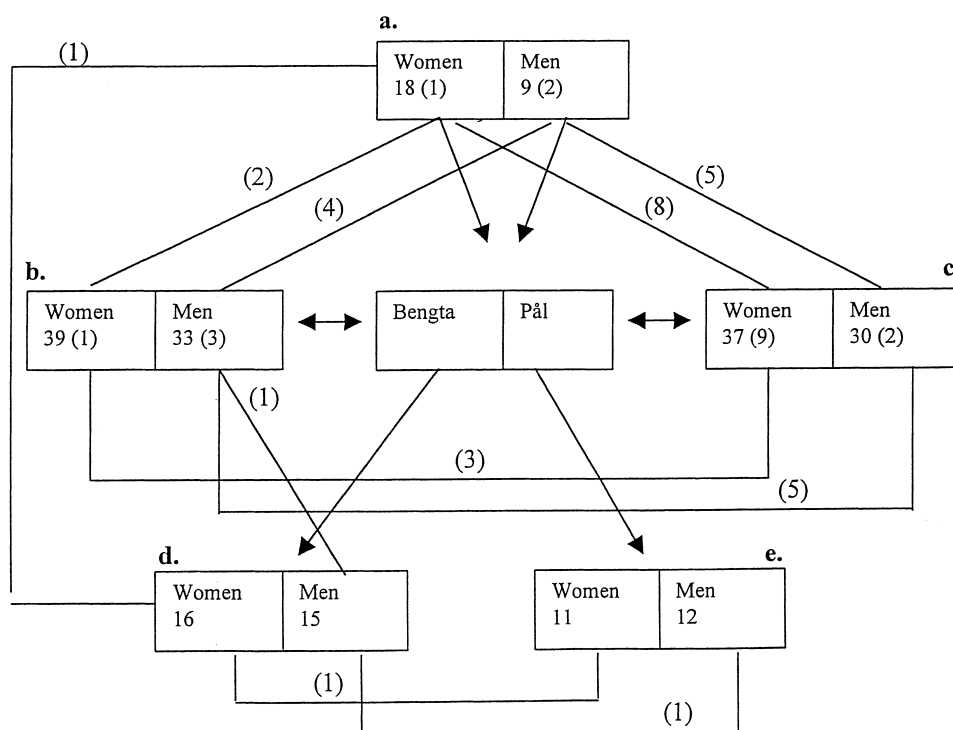 a.
(1)
Women
18 (1)
Men
9 (2)
(2)
(4)
(8)
(5)
b.
Women
39 (1)
Men
33 (3)
Bengta
Pål
c
Women
37 (9)
Men
30 (2)
(1)
(3)
(5)
d.
Women
16
Men
15
e.
Women
11
Men
12
(1)
(1)